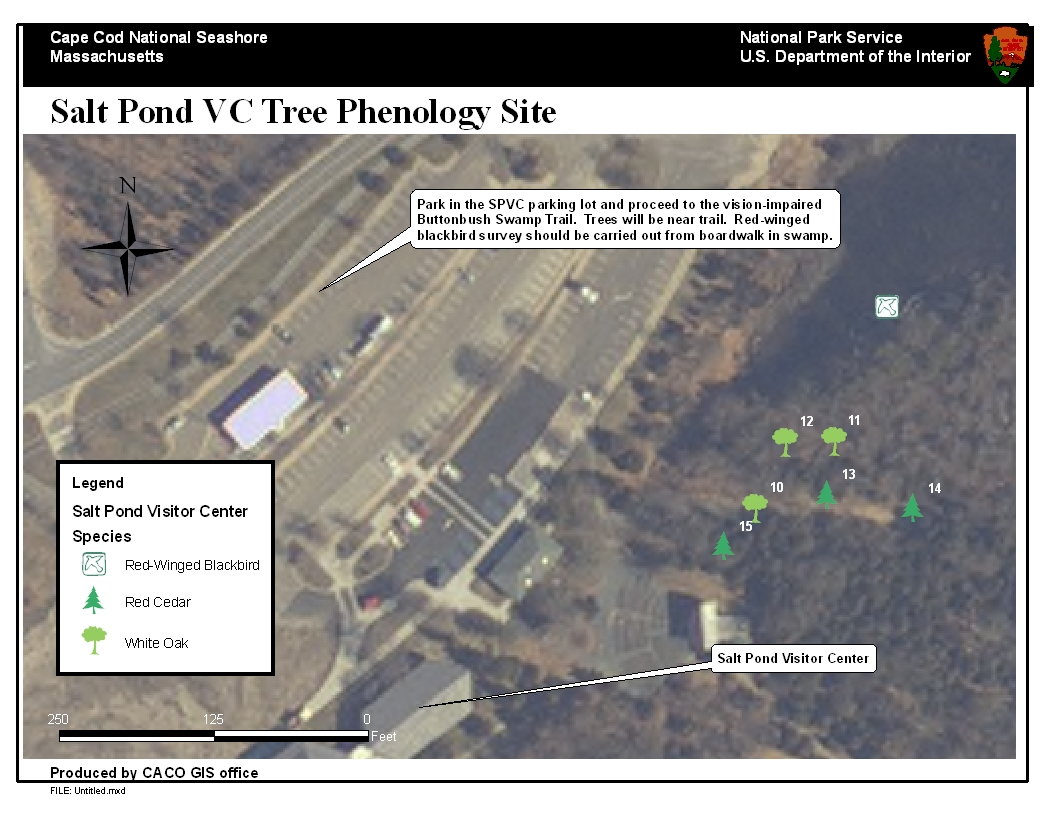 Cape Cod National Seashore
Massachusetts
National Park Service
U.S. Department of the Interior
Salt Pond VC Tree Phenology Site
N
Park in the SPVC parking lot and proceed to the vision-impaired
Buttonbush Swamp Trail. Trees will be near trail. Red-winged
blackbird survey should be carried out from boardwalk in swamp.
12
11
13
10
14
15
Legend
Salt Pond Visitor Center
Species
Red-Winged Blackbird
Red Cedar
White Oak
Salt Pond Visitor Center
250 125 0
Feet
Produced by CACO GIS office
FILE: Untitled.mxd